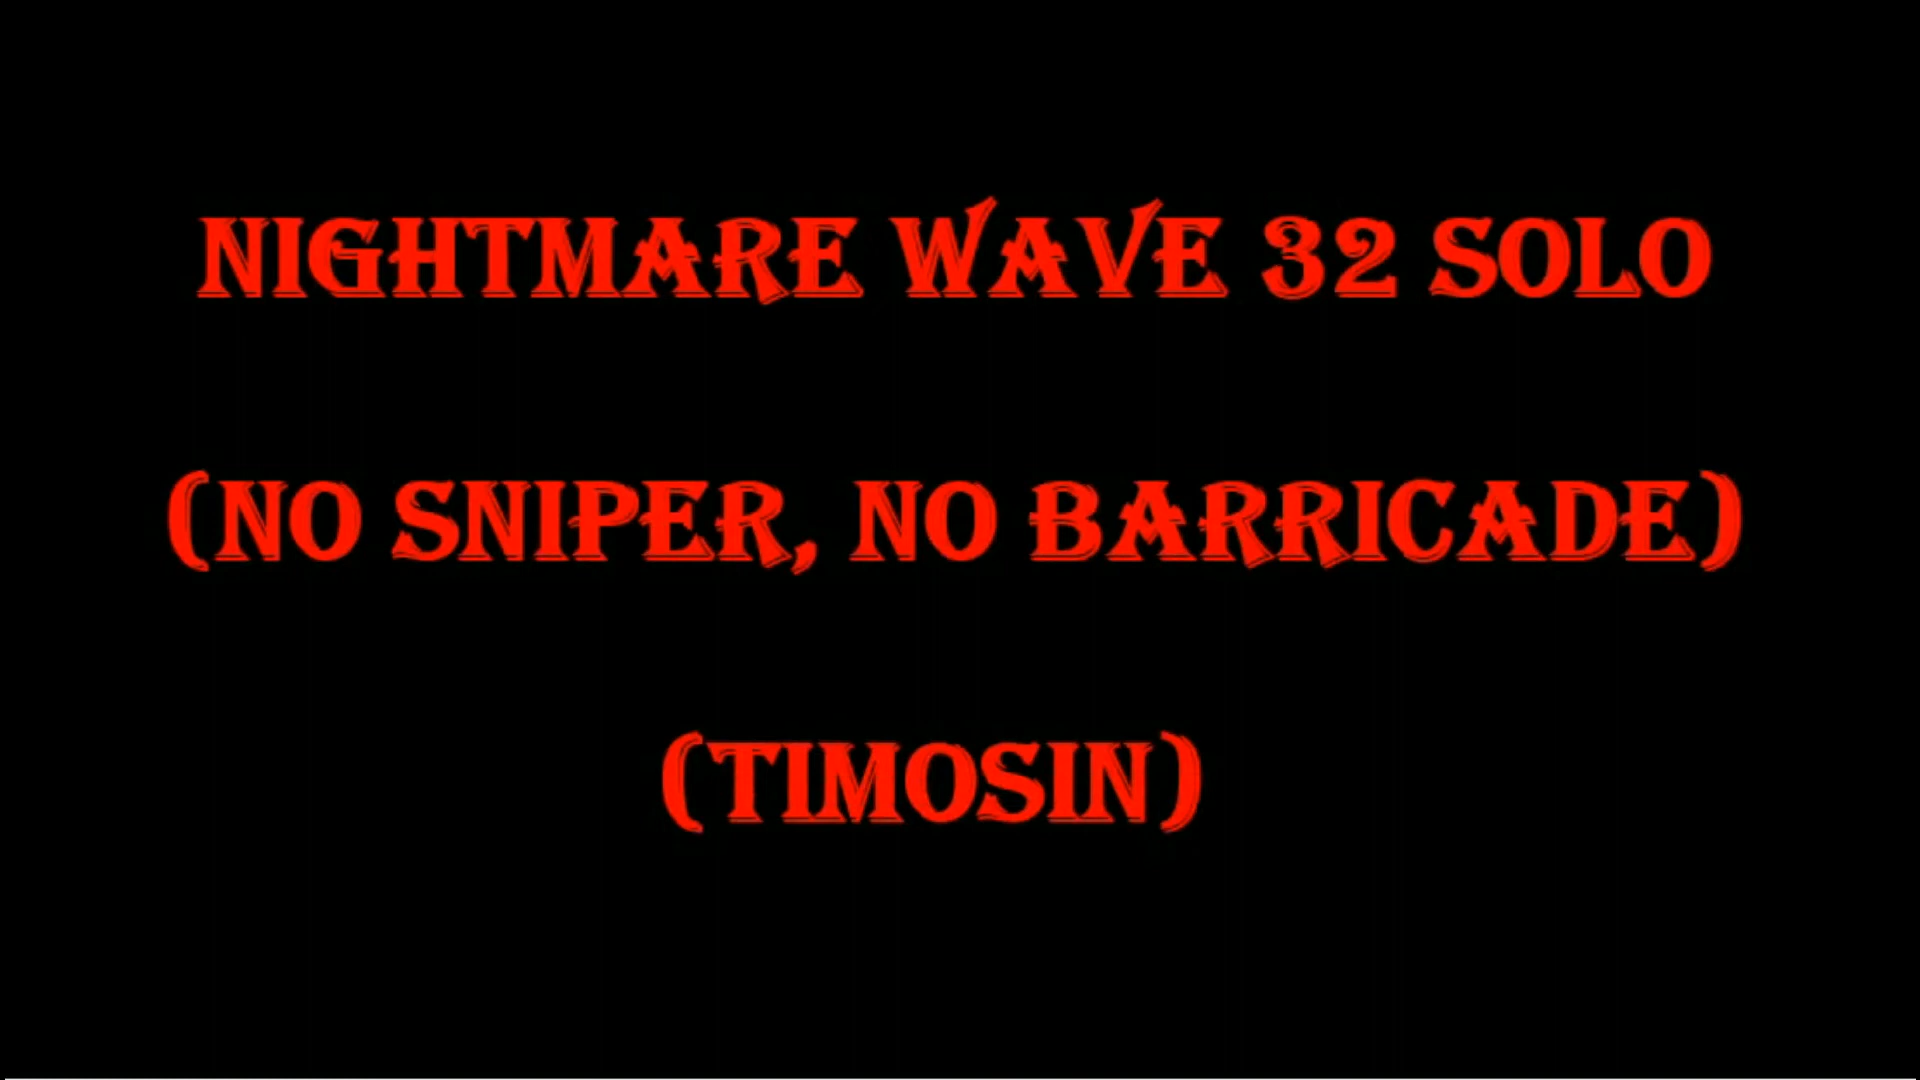 NIGHTMARE WAVE 32 SOLO
(NO SNIPER, NO BARRICADE)
(TIMOSIN)